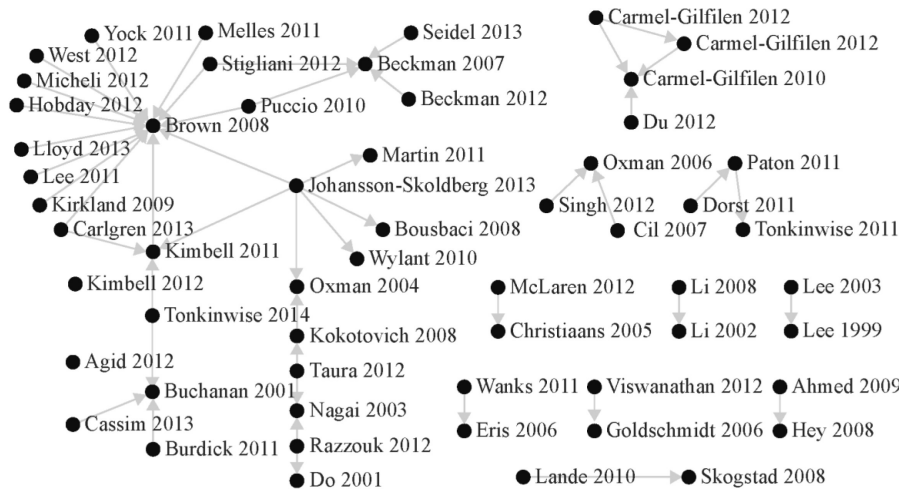 Yock 2011
Melles 2011
Seidel 2013
Carmel-Gilfilen 2012
West 2012
Stigliani 2012
Beckman 2007
Carmel-Gilfilen 2012
Micheli 2012
Carmel-Gilfilen 2010
Hobday 2012
Puccio 2010
Beckman 2012
Brown 2008
Du 2012
Lloyd 2013
Martin 2011
Oxman 2006
Paton 2011
Lee 2011
Johansson-Skoldberg 2013
Kirkland 2009
Singh 2012
Dorst 2011
Carlgren 2013
Bousbaci 2008
Cil 2007
Tonkinwise 2011
Kimbell 2011
Wylant 2010
Kimbell 2012
Oxman 2004
McLaren 2012
Li 2008
Lee 2003
Tonkinwise 2014
Kokotovich 2008
Christiaans 2005
Li 2002
Lee 1999
Agid 2012
Taura 2012
Buchanan 2001
Wanks 2011
Viswanathan 2012
Ahmed 2009
Cassim 2013
Nagai 2003
Eris 2006
Goldschmidt 2006
Hey 2008
Burdick 2011
Razzouk 2012
Do 2001
Lande 2010
Skogstad 2008